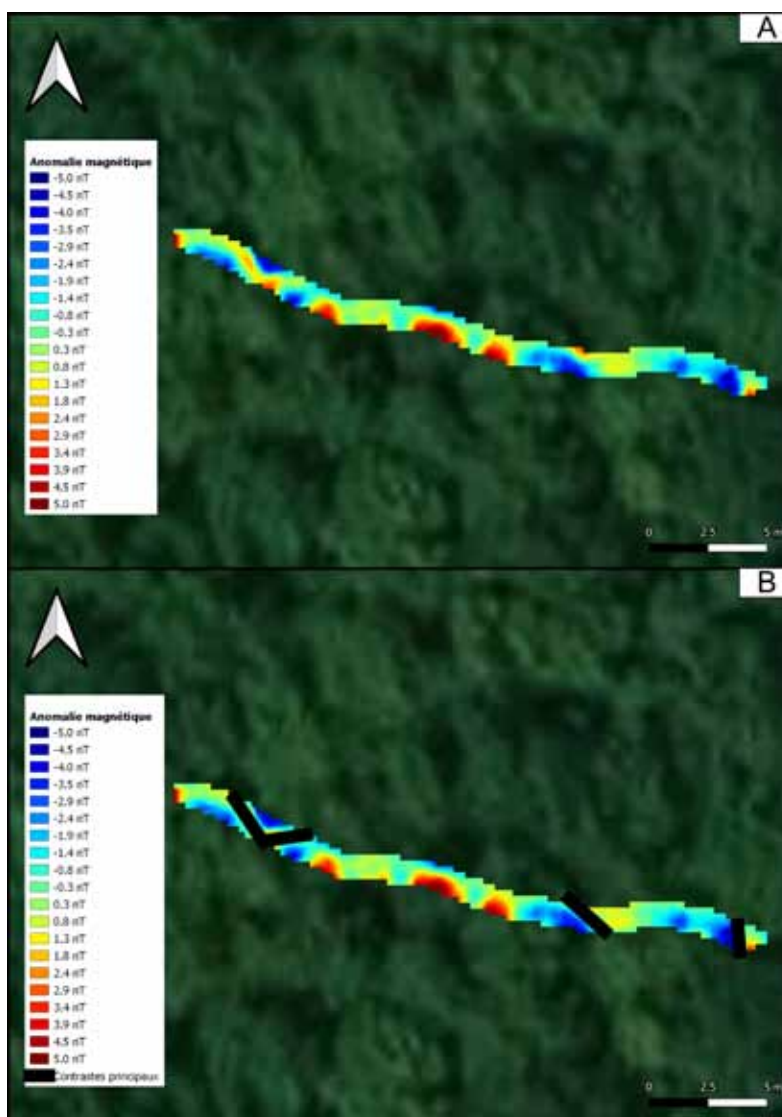 A
Anomalie magnétique
-5.0 nT
-4.5 nT
-4.0 nT
-3.5 nT
-2.9 nT
-2.4 nT
-1.9 nT
-1.4 nT
-0.8 nT
-0.3 nT
0.3 nT
0.8 nT
1.3 nT
1.8 nT
2.4 nT
2.9 nT
3.4 nT
3.9 nT
4.5 nT
5.0 nT
0 2.5 5 m
B
Anomalie magnétique
-5.0 nT
-4.5 nT
-4.0 nT
-3.5 nT
-2.9 nT
-2.4 nT
-1.9 nT
-1.4 nT
-0.8 nT
-0.3 nT
0.3 nT
0.8 nT
1.3 nT
1.8 nT
2.4 nT
2.9 nT
3.4 nT
3.9 nT
4.5 nT
5.0 nT
Contrastes principaux
0 2.5 5 m